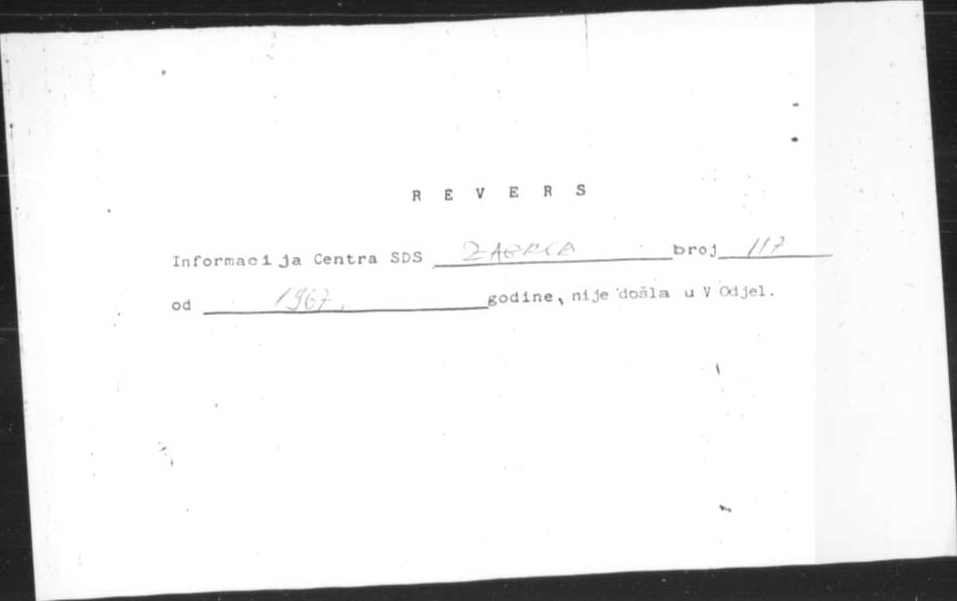 R E V E R S
Informacija Centra SDS ZAGREB broj 117
od 1967. godine, nije došla u V Odjel.